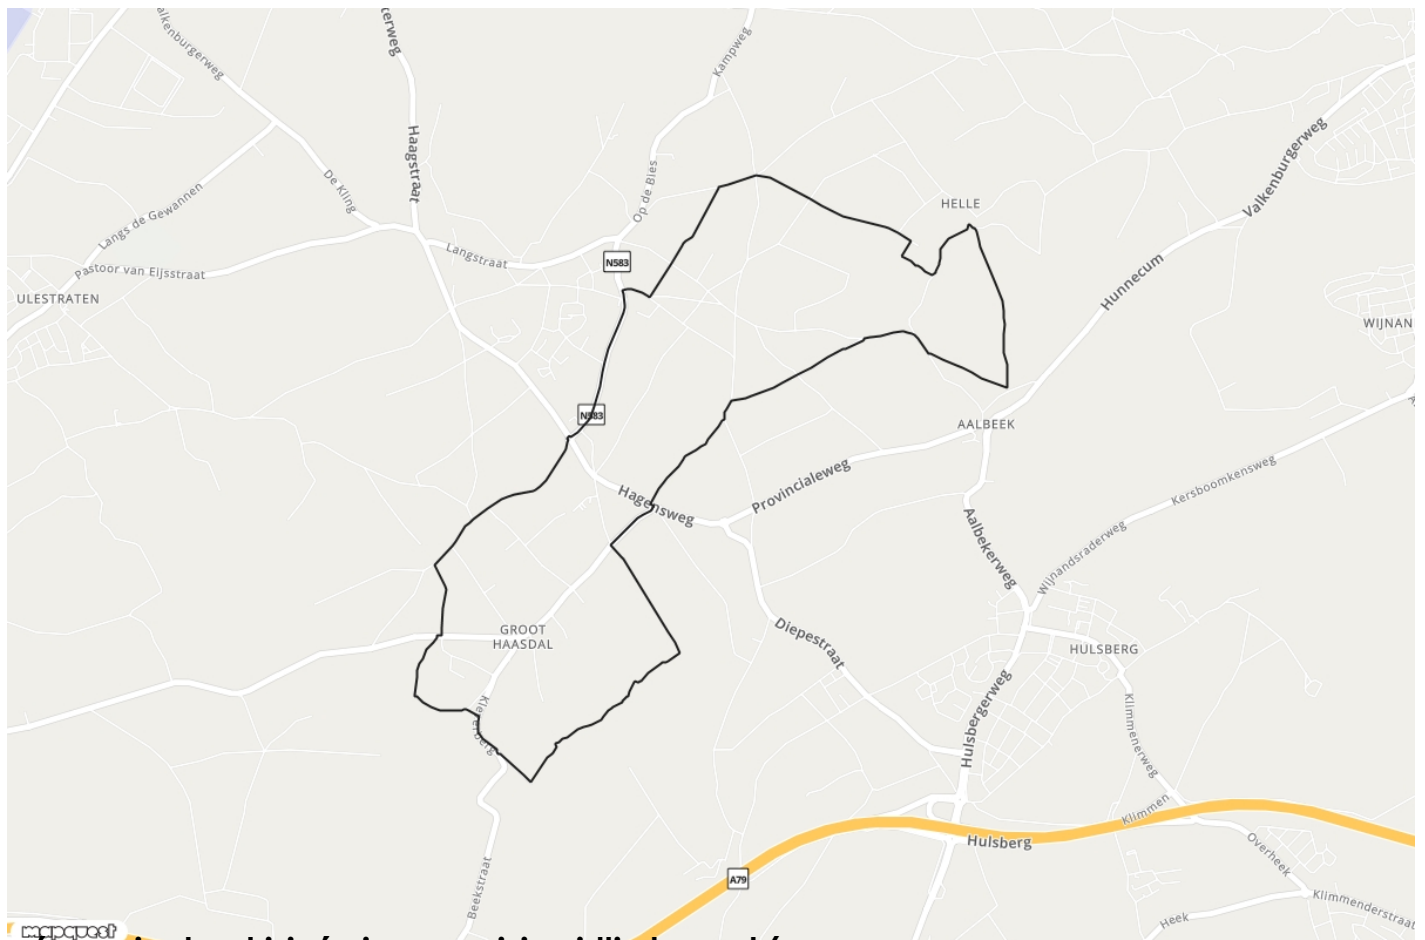 Valkenburgerweg
terweg
Kampweg
Haagstraat
De Kling
Langs de Gewannen
Pastoor van Eijsstraat
ULESTRATEN
Langstraat
Op de Bies
N583
HELLE
Valkenburgerweg
Hunnecum
WIJNAN
N583
AALBEEK
Hagensweg
Provincialeweg
Kersboomkensweg
Aalbekerweg
Wijnandsraderweg
GROOT
HAASDAL
Diepestraat
HULSBERG
Hulsbergerweg
Klimmenerweg
Klimmen
Hulsberg
Overheek
A79
Beekstraat
Klimmenderstraat
Heek
mapquest